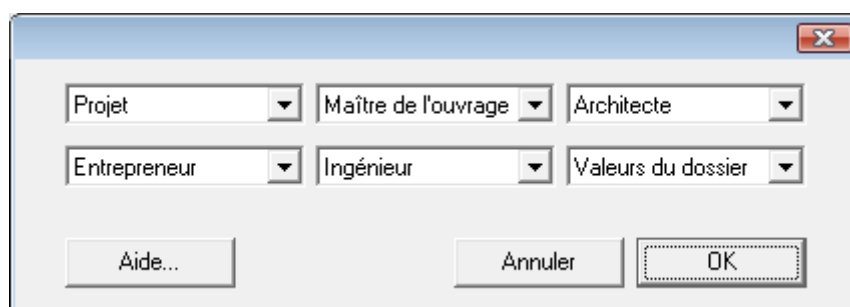 Projet Maître de l'ouvrage Architecte
Entrepreneur Ingénieur Valeurs du dossier
Aide... Annuler OK